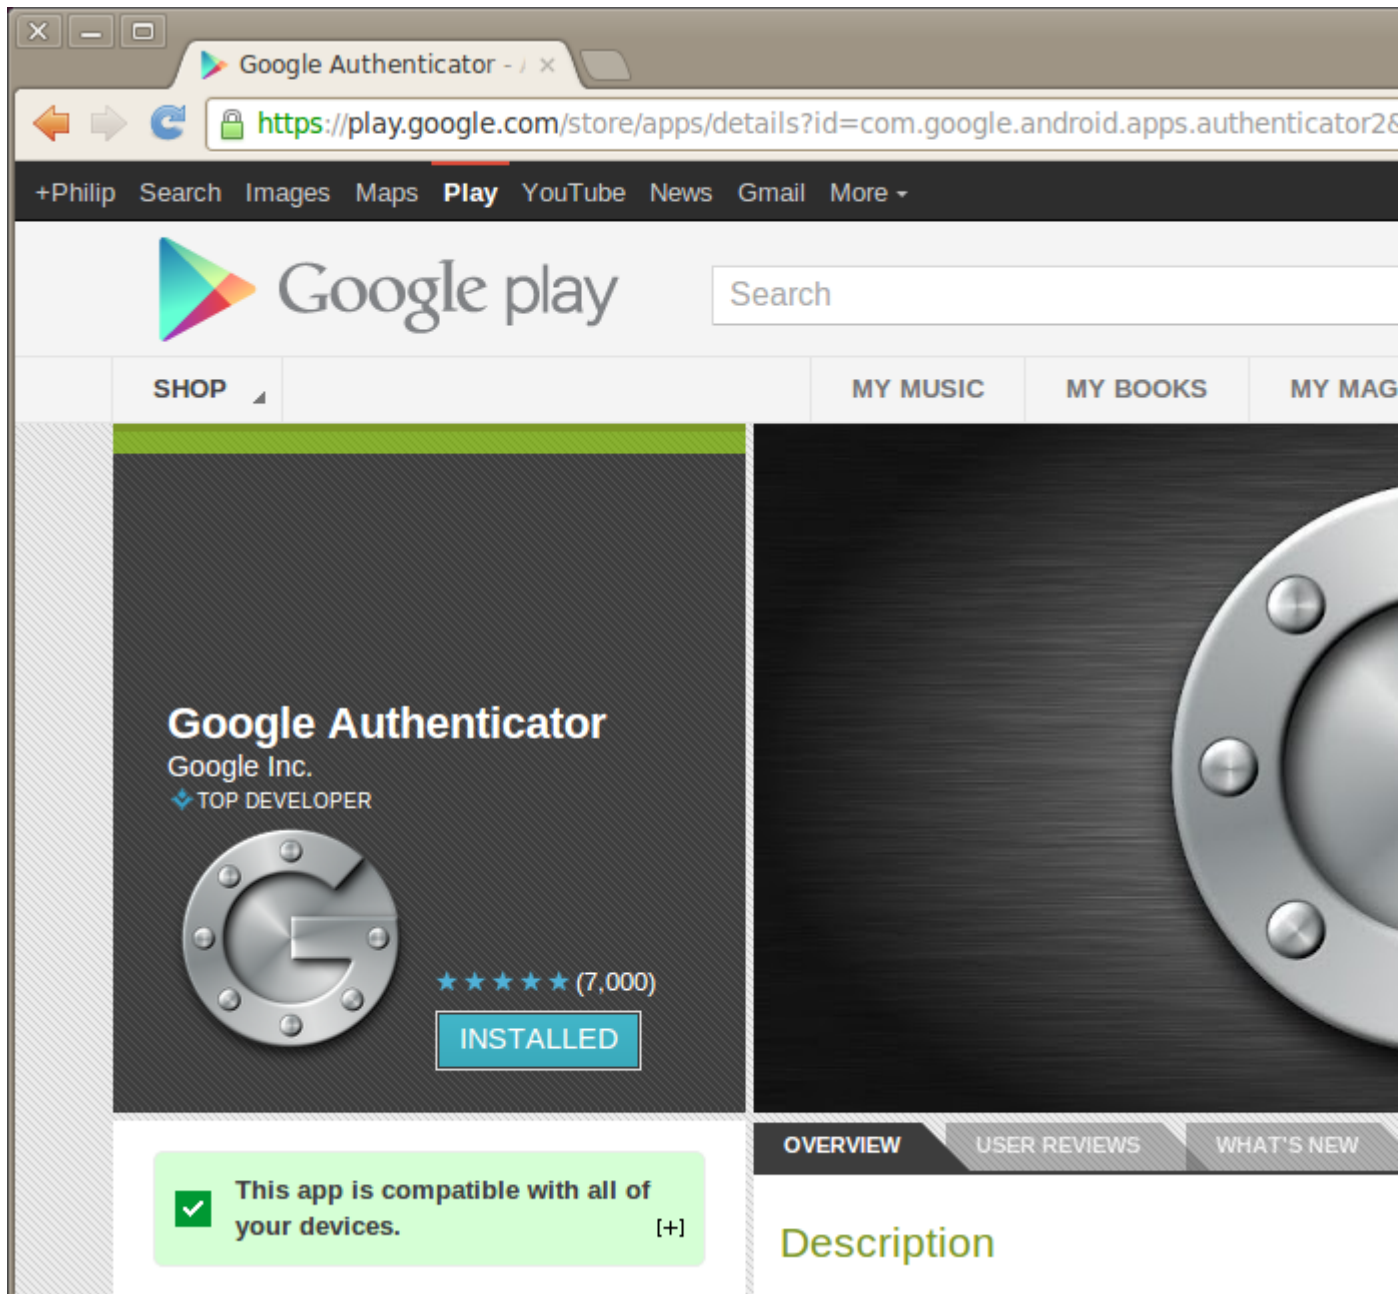 Google Authenticator - 
https://play.google.com/store/apps/details?id=com.google.android.apps.authenticator2&
+Philip Search Images Maps Play YouTube News Gmail More
Google play
Search
SHOP MY MUSIC MY BOOKS MY MAG
Google Authenticator
Google Inc.
TOP DEVELOPER
(7,000)
INSTALLED
OVERVIEW USER REVIEWS WHAT'S NEW
This app is compatible with all of
your devices. [+]
Description